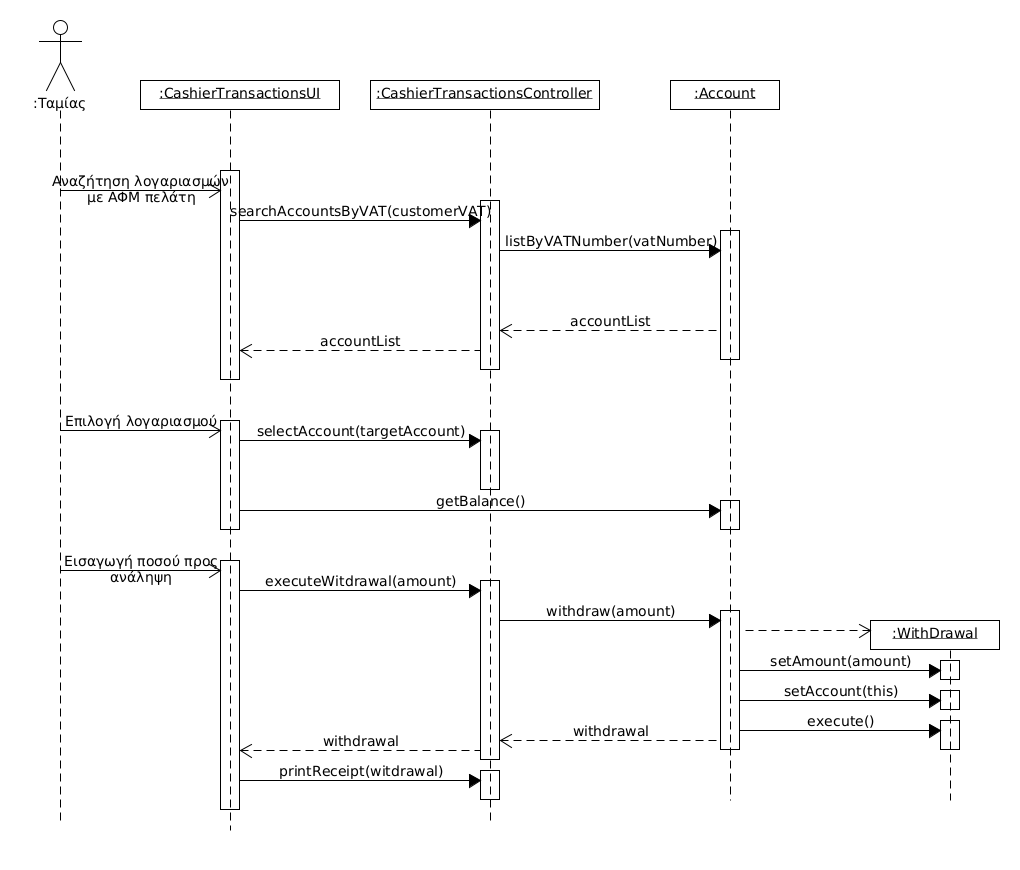 :Ταμίας
:CashierTransactionsUI
:CashierTransactionsController
:Account
Αναζήτηση λογαριασμών
με ΑΦΜ πελάτη
searchAccountsByVAT(customerVAT)
listByVATNumber(vatNumber)
accountList
accountList
Επιλογή λογαριασμού
selectAccount(targetAccount)
getBalance()
Εισαγωγή ποσού προς
ανάληψη
executeWitdrawal(amount)
withdraw(amount)
:WithDrawal
setAmount(amount)
setAccount(this)
execute()
withdrawal
withdrawal
printReceipt(witdrawal)